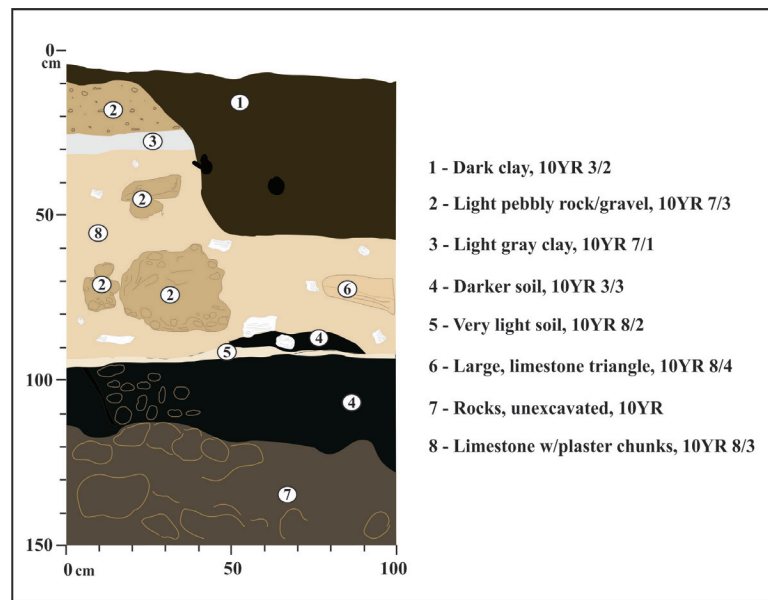 0
cm
50
100
150
0 cm
50
100
1
2
3
2
8
2
2
6
4
5
4
7
1 - Dark clay, 10YR 3/2
2 - Light pebbly rock/gravel, 10YR 7/3
3 - Light gray clay, 10YR 7/1
4 - Darker soil, 10YR 3/3
5 - Very light soil, 10YR 8/2
6 - Large, limestone triangle, 10YR 8/4
7 - Rocks, unexcavated, 10YR
8 - Limestone w/plaster chunks, 10YR 8/3